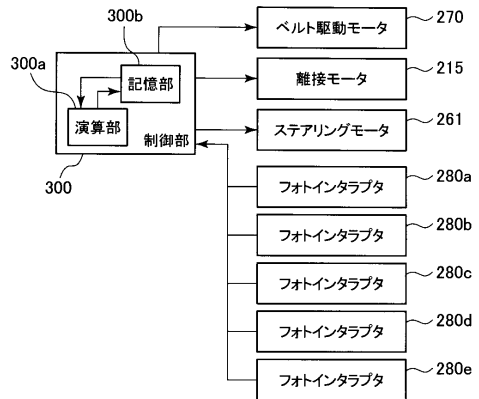 300b
300a
記憶部
演算部
制御部
300
ベルト駆動モータ
270
離接モータ
215
ステアリングモータ
261
フォトインタラプタ
280a
フォトインタラプタ
280b
フォトインタラプタ
280c
フォトインタラプタ
280d
フォトインタラプタ
280e